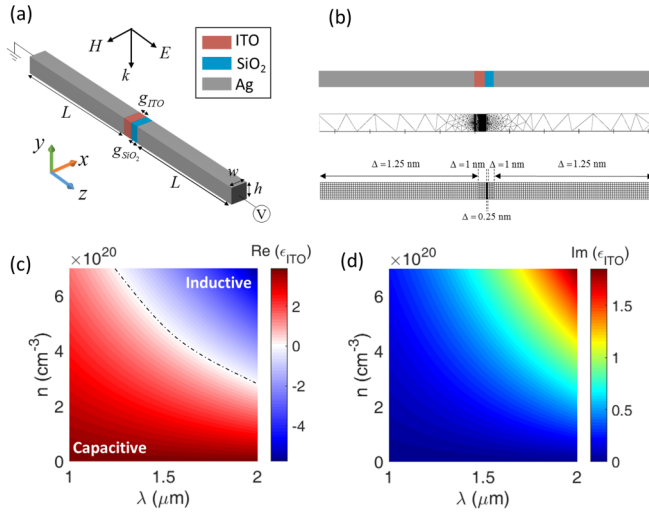 (a)
H
E
k
ITO
SiO2
Ag
L
gITO
gSiO2
L
w
h
V
y
x
z
(b)
Δ = 1.25 nm
Δ=1 nm
Δ=1
Δ = 1.25 nm
Δ = 0.25 nm
(c)
×10^20
Re (ϵITO)
Inductive
Capacitive
6
4
2
0
n (cm-3)
1
1.5
2
λ (μm)
2
0
-2
-4
(d)
×10^20
Im (ϵITO)
6
4
2
0
n (cm-3)
1
1.5
2
λ (μm)
1.5
1
0.5
0